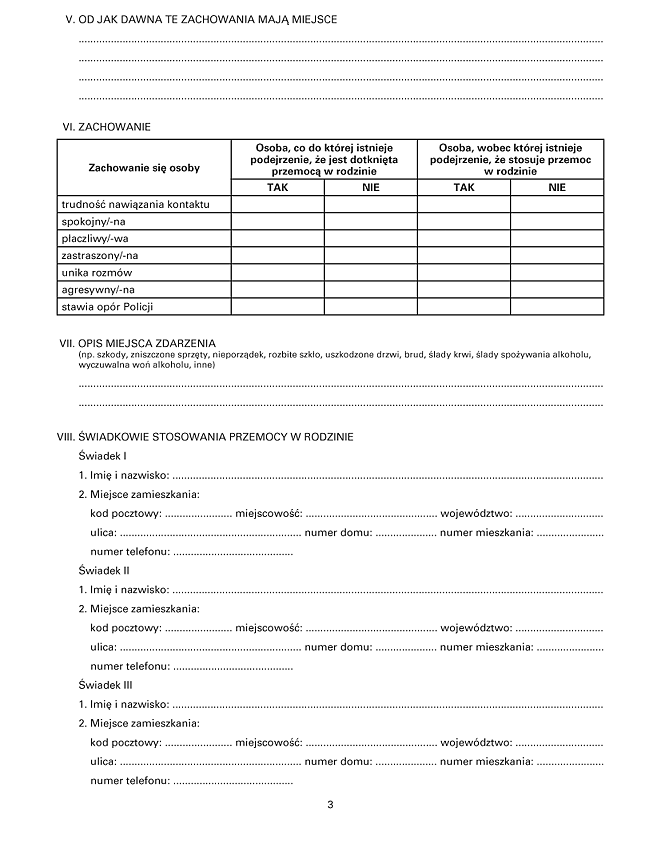 V. OD JAK DAWNA TE ZACHOWANIA MAJĄ MIEJSCE
................................................................................
................................................................................
................................................................................
................................................................................
VI. ZACHOWANIE
Zachowanie się osoby
Osoba, co do której istnieje
podejrzenie, że jest dotknięta
przemocą w rodzinie
Osoba, wobec której istnieje
podejrzenie, że stosuje przemoc
w rodzinie
TAK NIE TAK NIE
trudność nawiązania kontaktu
spokojny/-na
płaczliwy/-wa
zastraszony/-na
unika rozmów
agresywny/-na
stawia opór Policji
VII. OPIS MIEJSCA ZDARZENIA
(np. szkody, zniszczone sprzęty, nieporządek, rozbite szkło, uszkodzone drzwi, brud, ślady krwi, ślady spożywania alkoholu,
wyczuwalna woń alkoholu, inne)
................................................................................
................................................................................
VIII. ŚWIADKOWIE STOSOWANIA PRZEMOCY W RODZINIE
Świadek I
1. Imię i nazwisko: ................................................................................
2. Miejsce zamieszkania:
kod pocztowy: ...................... miejscowość: ............................................ województwo: .............................
ulica: ............................................................. numer domu: .................... numer mieszkania: ......................
numer telefonu: ........................................
Świadek II
1. Imię i nazwisko: ................................................................................
2. Miejsce zamieszkania:
kod pocztowy: ...................... miejscowość: ............................................ województwo: .............................
ulica: ............................................................. numer domu: .................... numer mieszkania: ......................
numer telefonu: ........................................
Świadek III
1. Imię i nazwisko: ................................................................................
2. Miejsce zamieszkania:
kod pocztowy: ...................... miejscowość: ............................................ województwo: .............................
ulica: ............................................................. numer domu: .................... numer mieszkania: ......................
numer telefonu: ........................................
3